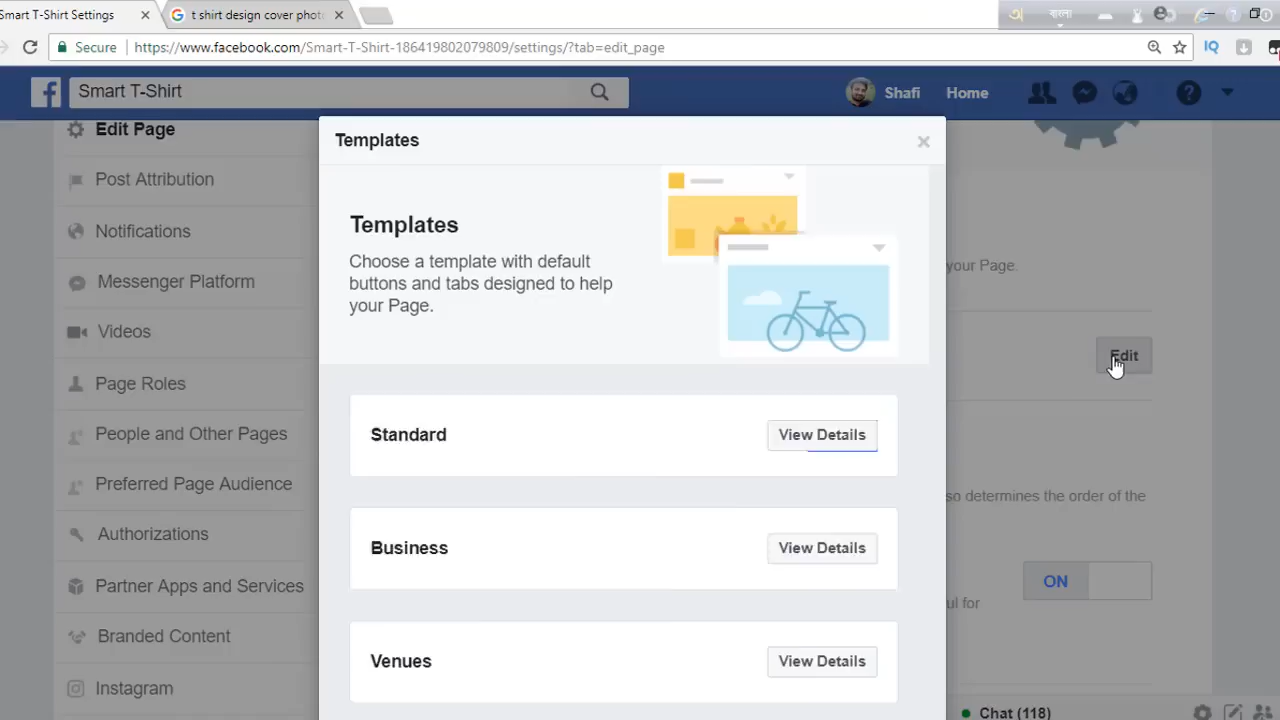 Smart T-Shirt Settings
t shirt design cover phot
বাংলা
Secure
https://www.facebook.com/Smart-T-Shirt-186419802079809/settings/?tab=edit_page
IQ
Smart T-Shirt
Shafi
Home
Edit Page
Post Attribution
Notifications
Messenger Platform
Videos
Page Roles
People and Other Pages
Preferred Page Audience
Authorizations
Partner Apps and Services
Branded Content
Instagram
Templates
Templates
Choose a template with default
buttons and tabs designed to help
your Page.
Standard
View Details
Business
View Details
Venues
View Details
your Page.
Edit
so determines the order of the
ON
ul for
Chat (118)